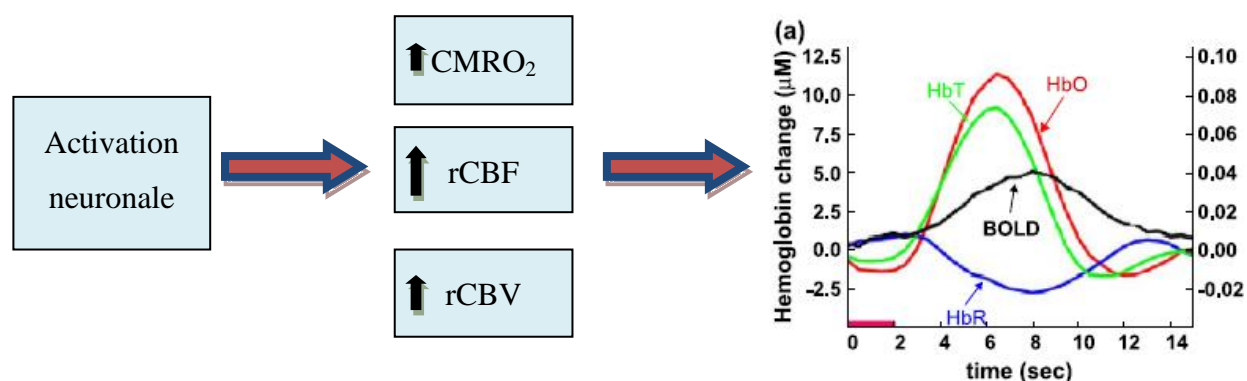 Activation
neuronale
CMRO₂
rCBF
rCBV
(a)
Hemoglobin change (μM)
12.5
10.0
7.5
5.0
2.5
0.0
-2.5
HbT
HbO
BOLD
HbR
0.10
0.08
0.06
0.04
0.02
0.00
-0,02
0 2 4 6 8 10 12 14
time (sec)